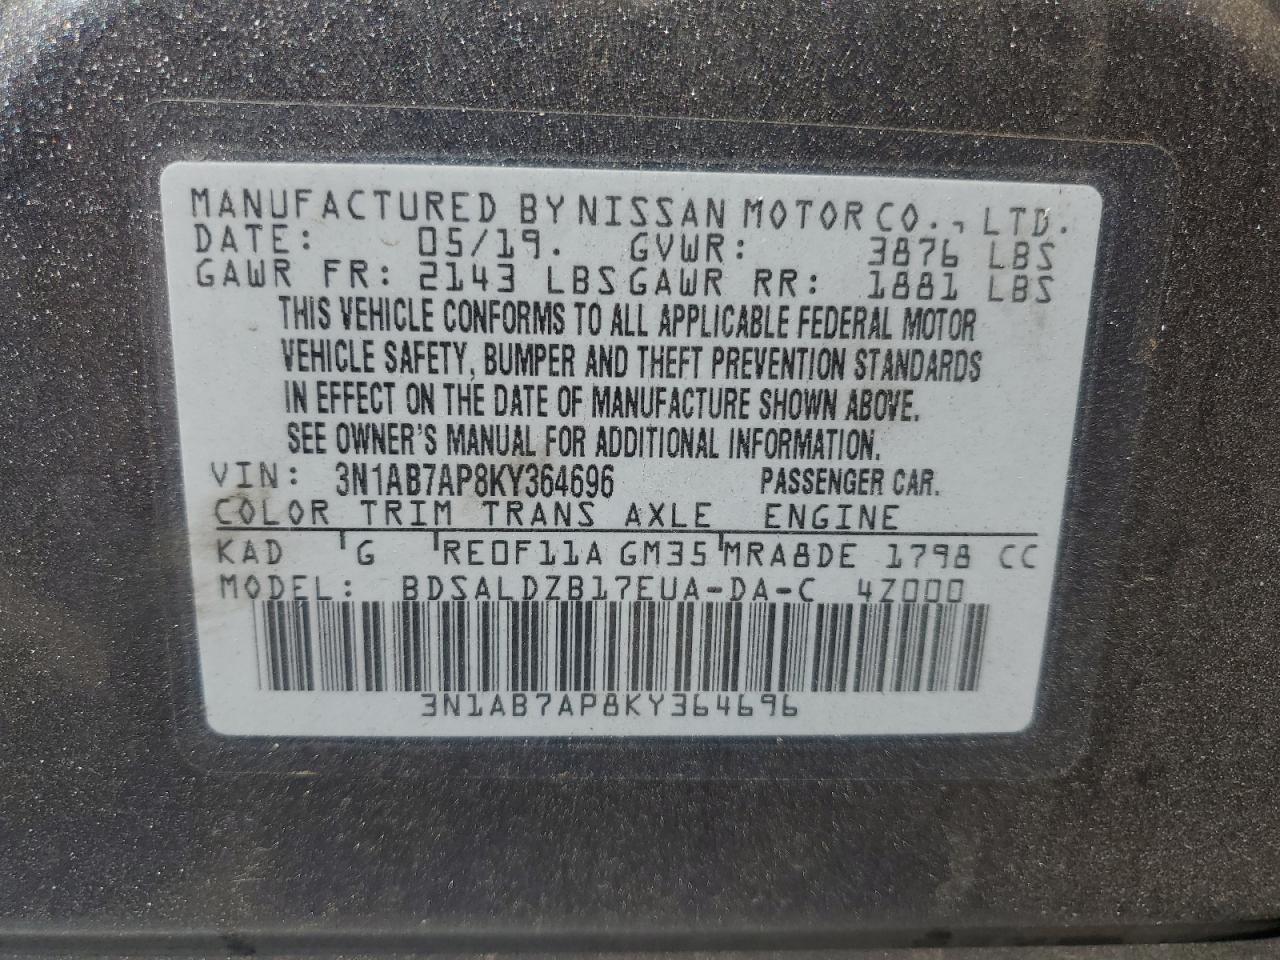 MANUFACTURED BY NISSAN MOTOR CO., LTD.
DATE: 05/19. GVWR: 3876 LBS
GAWR FR: 2143 LBS GAWR RR: 1881 LBS
THIS VEHICLE CONFORMS TO ALL APPLICABLE FEDERAL MOTOR
VEHICLE SAFETY, BUMPER AND THEFT PREVENTION STANDARDS
IN EFFECT ON THE DATE OF MANUFACTURE SHOWN ABOVE.
SEE OWNER'S MANUAL FOR ADDITIONAL INFORMATION.
VIN: 3N1AB7AP8KY364696 PASSENGER CAR.
COLOR TRIM TRANS AXLE ENGINE
KAD G RE0F11A GM35 MRA8DE 1798 CC
MODEL: BDSALDZB17EUA-DA-C 4Z000
3N1AB7AP8KY364696